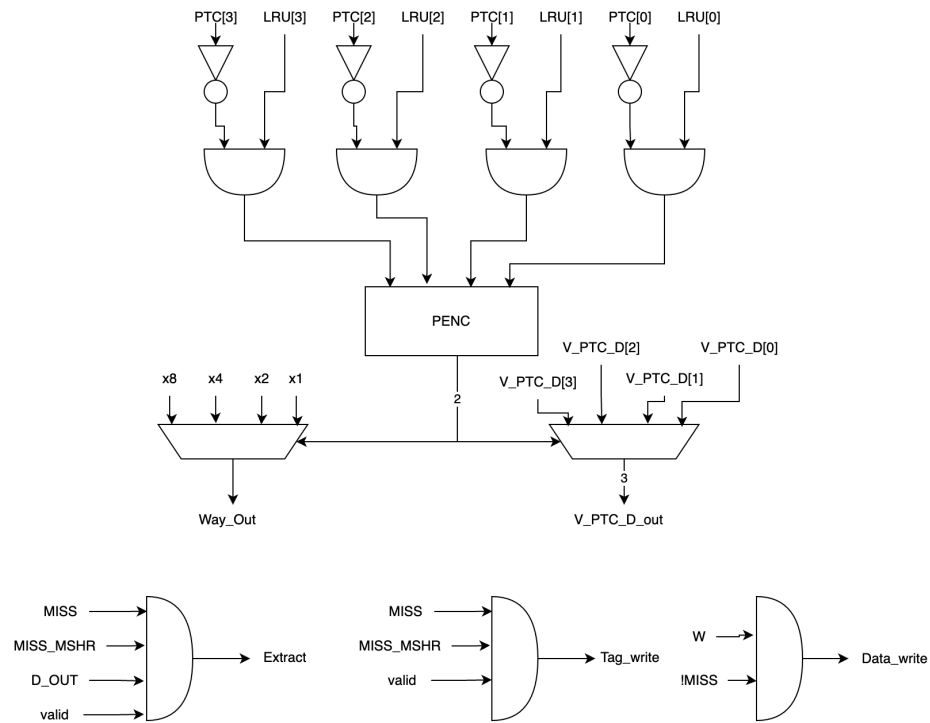 PTC[3] LRU[3] PTC[2] LRU[2] PTC[1] LRU[1] PTC[0] LRU[0]
PENC
V_PTC_D[2] V_PTC_D[0]
x8 x4 x2 x1 V_PTC_D[3] V_PTC_D[1]
2
3
Way_Out V_PTC_D_out
MISS MISS
W
MISS_MSHR MISS_MSHR
Extract Tag_write Data_write
D_OUT valid !MISS
valid